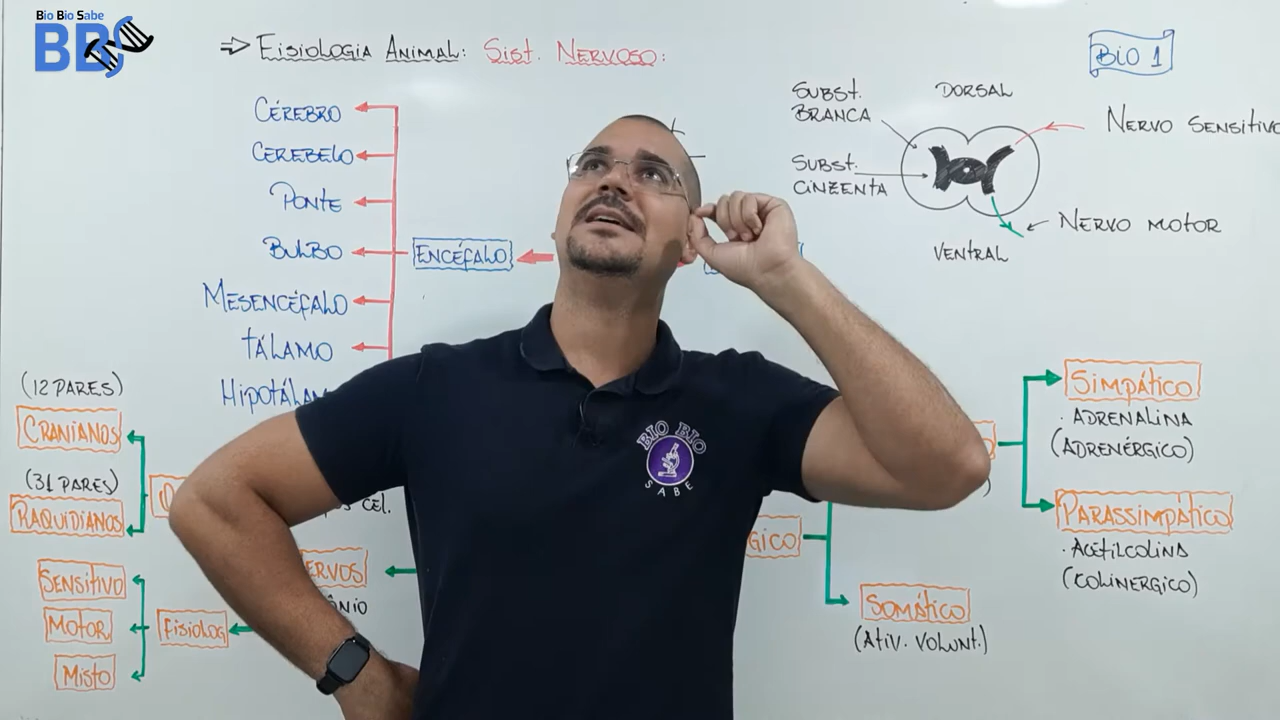 Bio Bio Sabe
BBS
⇒ Fisiologia Animal: Sist. Nervoso:
BIO 1
CÉREBRO
CEREBELO
PONTE
BULBO
MESENCÉFALO
TÁLAMO
ENCÉFALO
SUBST. BRANCA
DORSAL
NERVO SENSITIVO
SUBST. CINZENTA
NERVO MOTOR
VENTRAL
(12 PARES)
CRANIANOS
(31 PARES)
RAQUIDIANOS
CÉL.
SENSITIVO
MOTOR
MISTO
FISIOLOG
BIO BIO
SABE
SIMPÁTICO
. ADRENALINA
(ADRENÉRGICO)
PARASSIMPÁTICO
. ACETILCOLINA
(COLINERGICO)
SOMÁTICO
(ATIV. VOLUNT.)